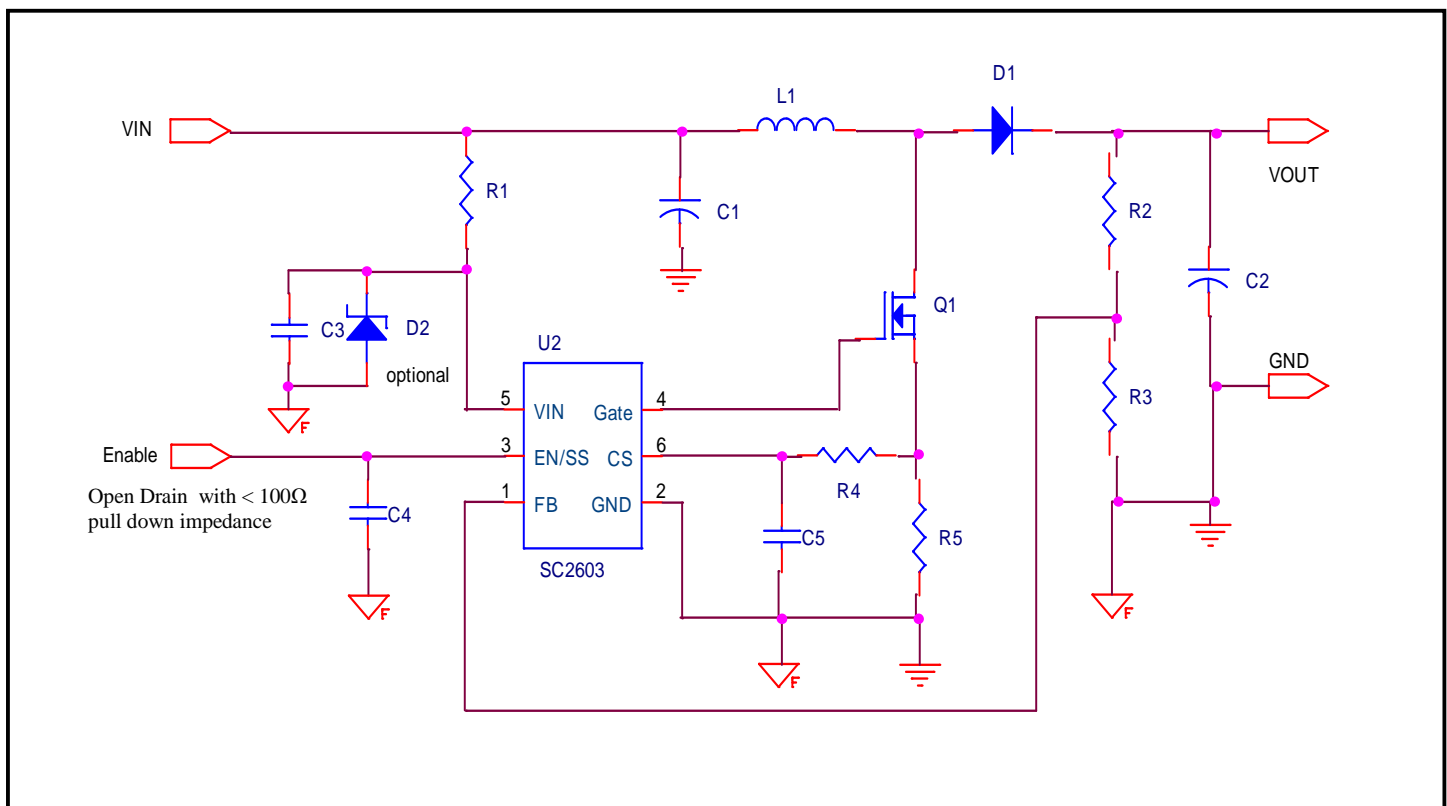 D1
L1
VIN
VOUT
R1
C1
R2
C2
Q1
C3
D2
U2
optional
GND
R3
5
VIN
Gate
4
Enable
3
EN/SS
CS
6
R4
Open Drain with < 100Ω
pull down impedance
C4
1
FB
GND
2
C5
R5
SC2603
F
F
F
F